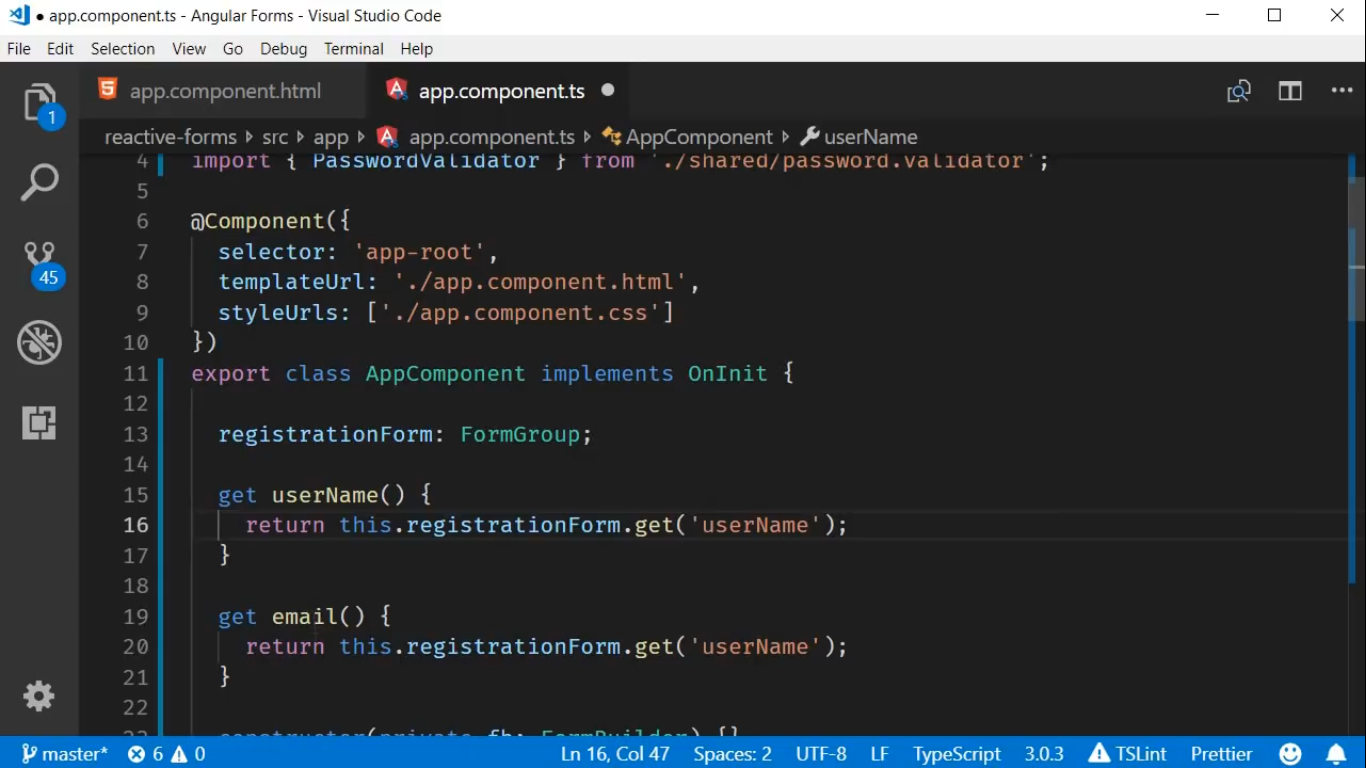 app.component.ts - Angular Forms - Visual Studio Code
File Edit Selection View Go Debug Terminal Help
app.component.html app.component.ts
reactive-forms src app app.component.ts AppComponent userName
1
45
4 import { PasswordValidator } from './shared/password.validator';
5
6 @Component({
7 selector: 'app-root',
8 templateUrl: './app.component.html',
9 styleUrls: ['./app.component.css']
10 })
11 export class AppComponent implements OnInit {
12
13 registrationForm: FormGroup;
14
15 get userName() {
16 return this.registrationForm.get('userName');
17 }
18
19 get email() {
20 return this.registrationForm.get('userName');
21 }
22
23 constructor(private fb: FormBuilder) {}
master* 6 0 Ln 16, Col 47 Spaces: 2 UTF-8 LF TypeScript 3.0.3 TSLint Prettier